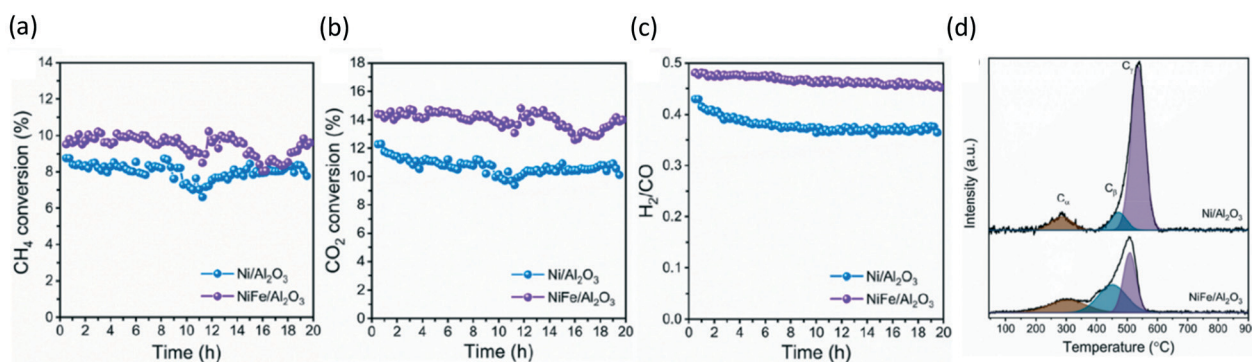 (a)
CH₄ conversion (%)
14
12
10
8
6
4
2
0
Ni/Al₂O₃
NiFe/Al₂O₃
0 2 4 6 8 10 12 14 16 18 20
Time (h)
(b)
CO₂ conversion (%)
18
16
14
12
10
8
6
4
2
0
Ni/Al₂O₃
NiFe/Al₂O₃
0 2 4 6 8 10 12 14 16 18 20
Time (h)
(c)
H₂/CO
0.5
0.4
0.3
0.2
0.1
0.0
Ni/Al₂O₃
NiFe/Al₂O₃
0 2 4 6 8 10 12 14 16 18 20
Time (h)
(d)
Intensity (a.u.)
Cγ
Cβ
Cα
Ni/Al₂O₃
NiFe/Al₂O₃
100 200 300 400 500 600 700 800
Temperature (°C)